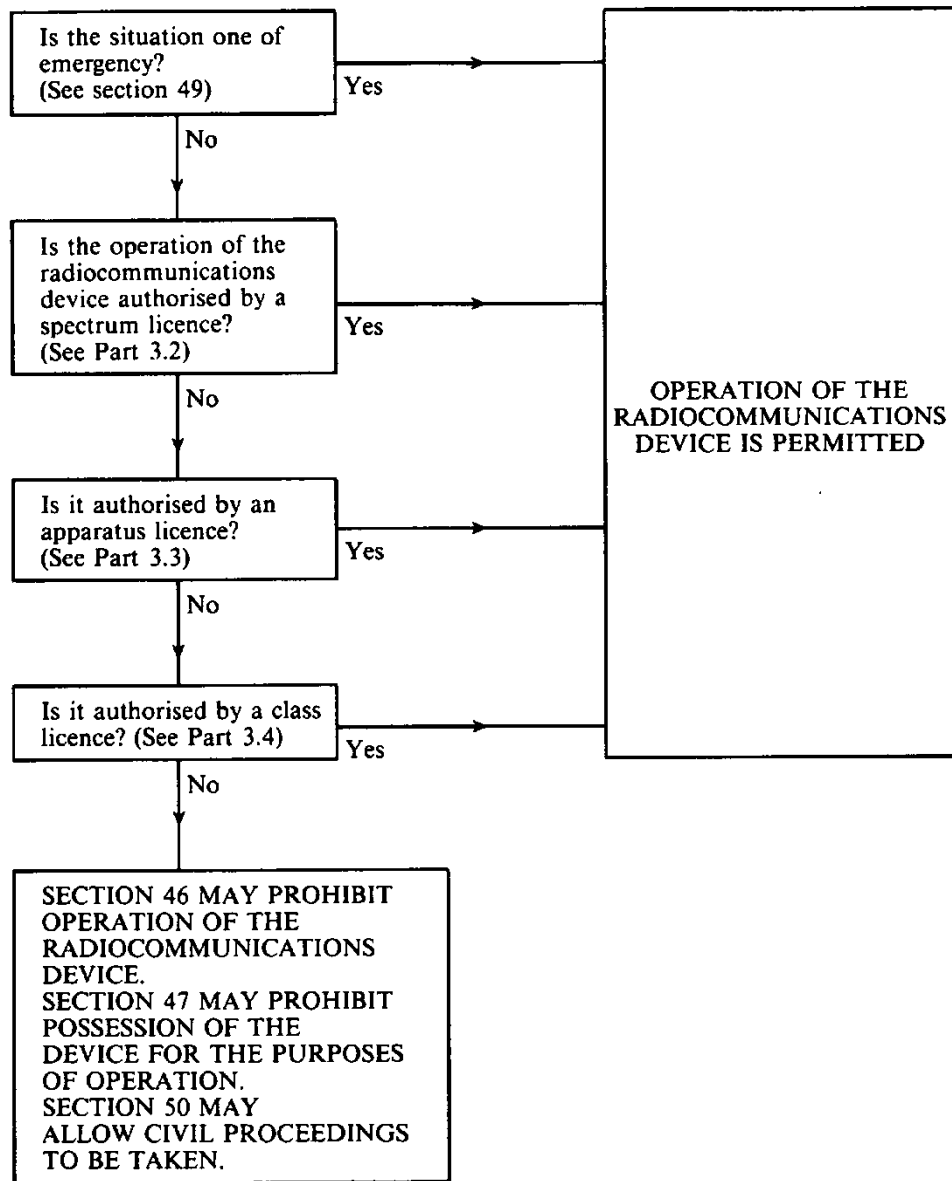 Is the situation one of
emergency?
(See section 49)
Yes
No
Is the operation of the
radiocommunications
device authorised by a
spectrum licence?
(See Part 3.2)
Yes
No
OPERATION OF THE
RADIOCOMMUNICATIONS
DEVICE IS PERMITTED
Is it authorised by an
apparatus licence?
(See Part 3.3)
Yes
No
Is it authorised by a class
licence? (See Part 3.4)
Yes
No
SECTION 46 MAY PROHIBIT
OPERATION OF THE
RADIOCOMMUNICATIONS
DEVICE.
SECTION 47 MAY PROHIBIT
POSSESSION OF THE
DEVICE FOR THE PURPOSES
OF OPERATION.
SECTION 50 MAY
ALLOW CIVIL PROCEEDINGS
TO BE TAKEN.